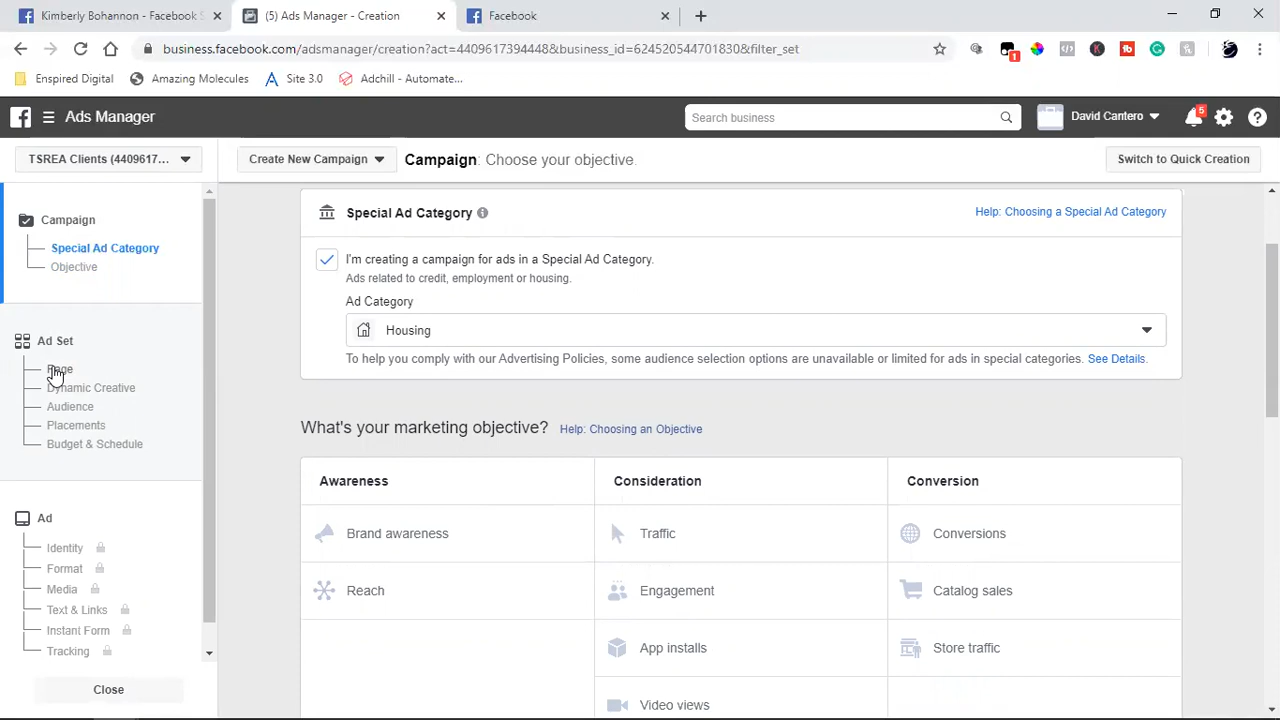 Kimberly Bohannon - Facebook S
(5) Ads Manager - Creation
Facebook
business.facebook.com/adsmanager/creation?act=4409617394448&business_id=624520544701830&filter_set
1
Enspired Digital
Amazing Molecules
Site 3.0
Adchill - Automate...
Ads Manager
Search business
David Cantero
5
TSREA Clients (4409617...
Create New Campaign
Campaign: Choose your objective.
Switch to Quick Creation
Campaign
Special Ad Category
Objective
Ad Set
Page
Dynamic Creative
Audience
Placements
Budget & Schedule
Ad
Identity
Format
Media
Text & Links
Instant Form
Tracking
Close
Special Ad Category
Help: Choosing a Special Ad Category
I'm creating a campaign for ads in a Special Ad Category.
Ads related to credit, employment or housing.
Ad Category
Housing
To help you comply with our Advertising Policies, some audience selection options are unavailable or limited for ads in special categories. See Details.
What's your marketing objective? Help: Choosing an Objective
Awareness
Consideration
Conversion
Brand awareness
Traffic
Conversions
Reach
Engagement
Catalog sales
App installs
Store traffic
Video views